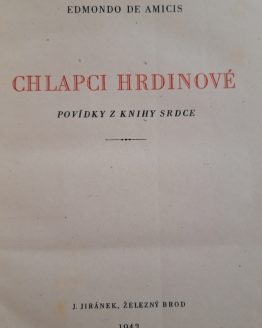 EDMONDO DE AMICIS
CHLAPCI HRDINOVÉ
POVÍDKY Z KNIHY SRDCE
J. JIRÁNEK, ŽELEZNÝ BROD